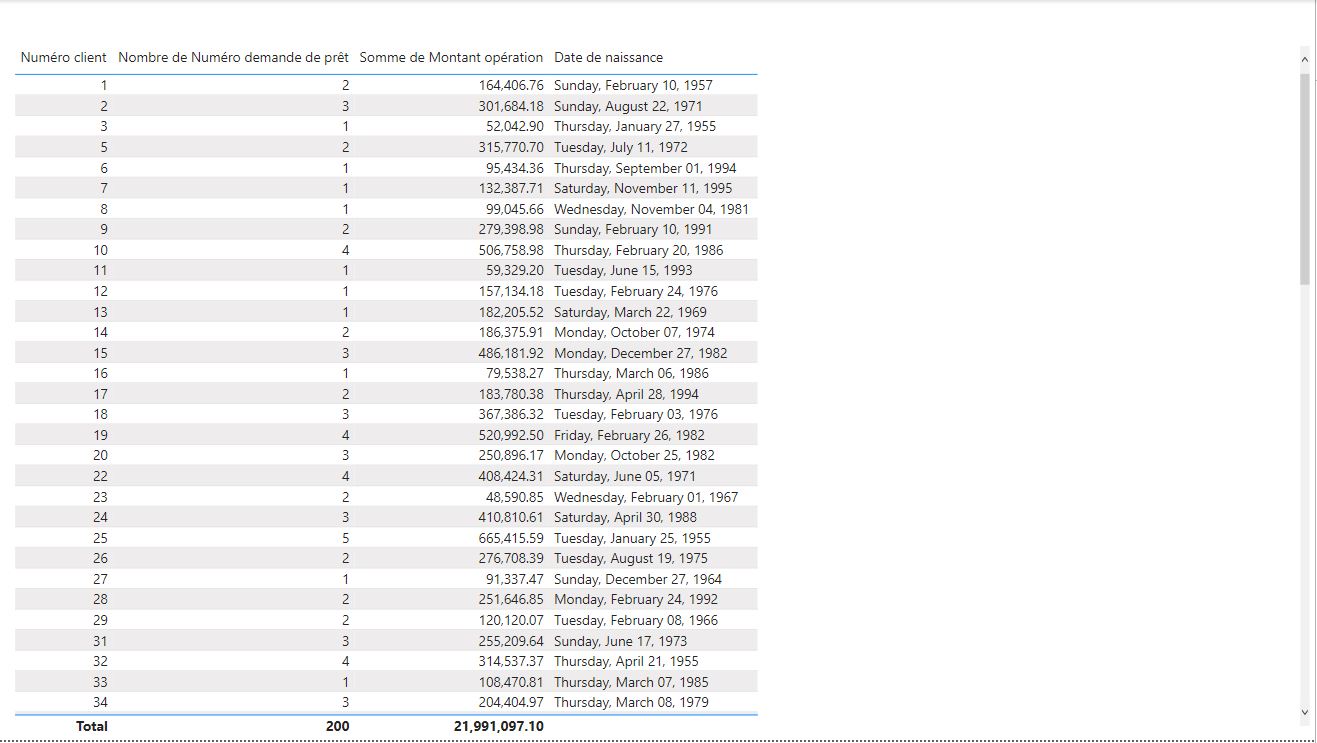 Numéro client Nombre de Numéro demande de prêt Somme de Montant opération Date de naissance
1 2 164,406.76 Sunday, February 10, 1957
2 3 301,684.18 Sunday, August 22, 1971
3 1 52,042.90 Thursday, January 27, 1955
5 2 315,770.70 Tuesday, July 11, 1972
6 1 95,434.36 Thursday, September 01, 1994
7 1 132,387.71 Saturday, November 11, 1995
8 1 99,045.66 Wednesday, November 04, 1981
9 2 279,398.98 Sunday, February 10, 1991
10 4 506,758.98 Thursday, February 20, 1986
11 1 59,329.20 Tuesday, June 15, 1993
12 1 157,134.18 Tuesday, February 24, 1976
13 1 182,205.52 Saturday, March 22, 1969
14 2 186,375.91 Monday, October 07, 1974
15 3 486,181.92 Monday, December 27, 1982
16 1 79,538.27 Thursday, March 06, 1986
17 2 183,780.38 Thursday, April 28, 1994
18 3 367,386.32 Tuesday, February 03, 1976
19 4 520,992.50 Friday, February 26, 1982
20 3 250,896.17 Monday, October 25, 1982
22 4 408,424.31 Saturday, June 05, 1971
23 2 48,590.85 Wednesday, February 01, 1967
24 3 410,810.61 Saturday, April 30, 1988
25 5 665,415.59 Tuesday, January 25, 1955
26 2 276,708.39 Tuesday, August 19, 1975
27 1 91,337.47 Sunday, December 27, 1964
28 2 251,646.85 Monday, February 24, 1992
29 2 120,120.07 Tuesday, February 08, 1966
31 3 255,209.64 Sunday, June 17, 1973
32 4 314,537.37 Thursday, April 21, 1955
33 1 108,470.81 Thursday, March 07, 1985
34 3 204,404.97 Thursday, March 08, 1979
Total 200 21,991,097.10